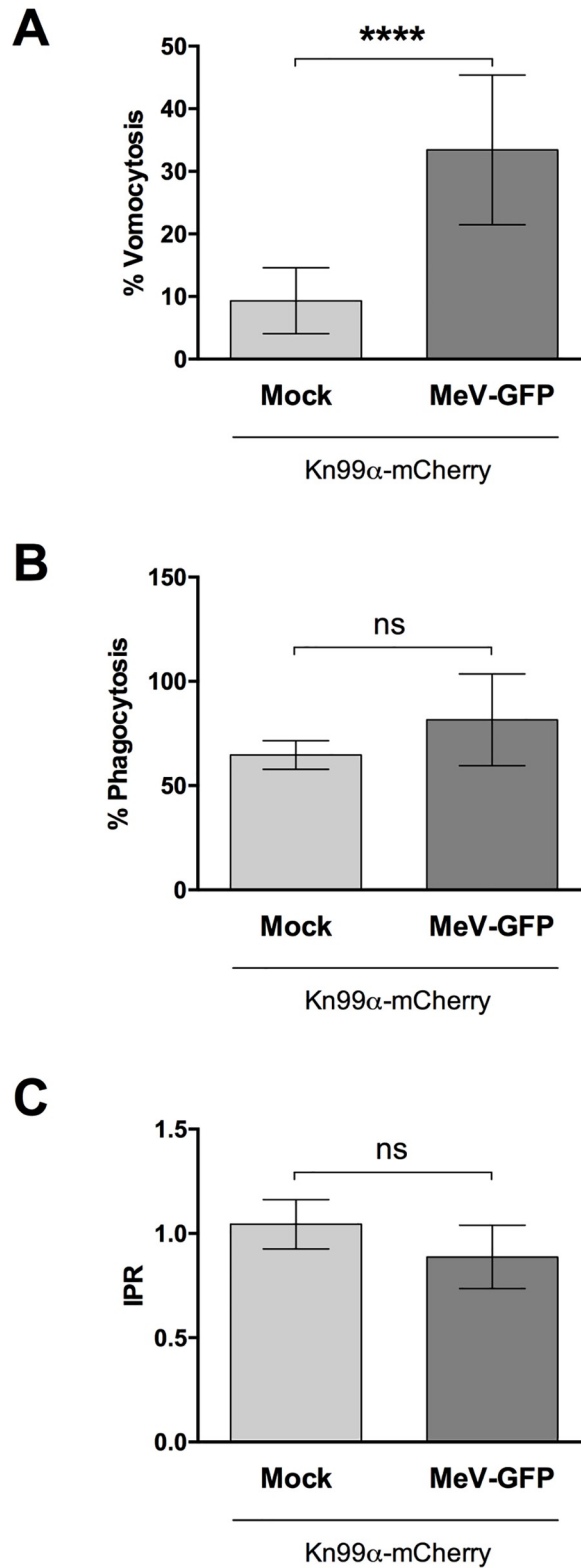 A
% Vomocytosis
50
40
30
20
10
0
****
Mock MeV-GFP
Kn99α-mCherry
B
% Phagocytosis
150
100
50
0
ns
Mock MeV-GFP
Kn99α-mCherry
C
IPR
1.5
1.0
0.5
0.0
ns
Mock MeV-GFP
Kn99α-mCherry